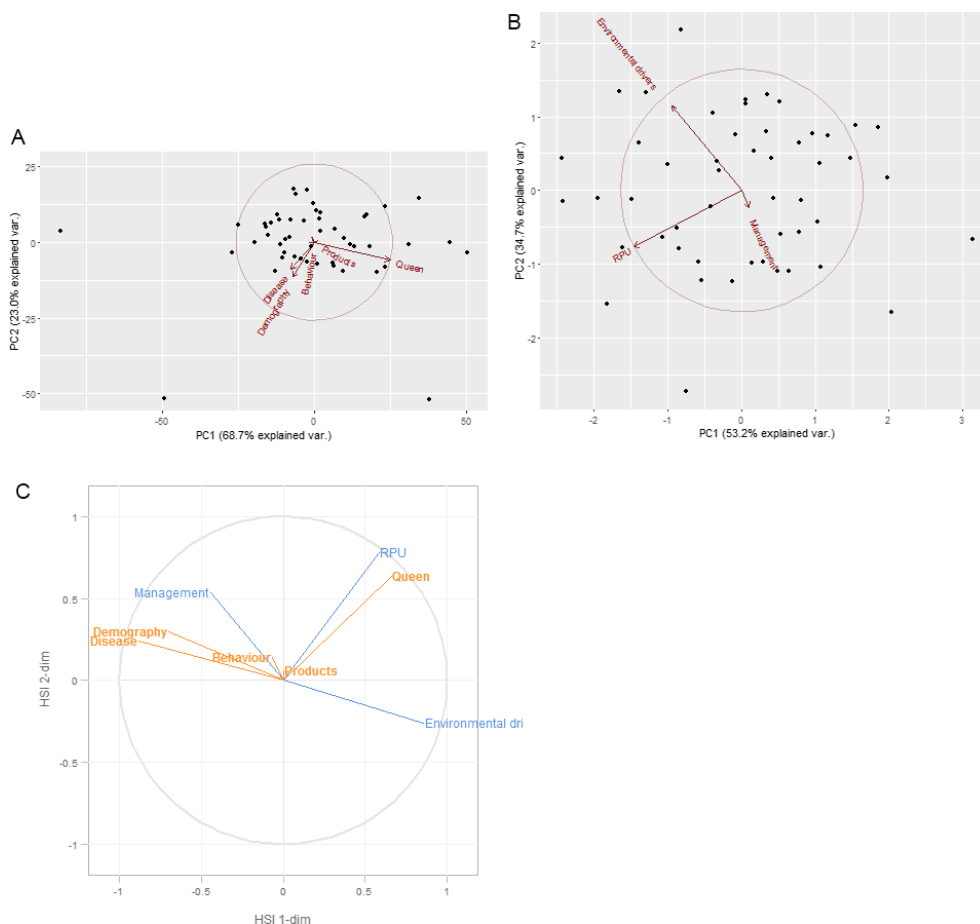 A
25
0
-25
-50
PC2 (23.0% explained var.)
Disease
Demography
Behaviour
Products
Queen
-50
0
50
PC1 (68.7% explained var.)
B
2
1
0
-1
-2
PC2 (34.7% explained var.)
Environmental drivers
RPU
Management
-2
-1
0
1
2
3
PC1 (53.2% explained var.)
C
1
0.5
0
-0.5
-1
HSI 2-dim
RPU
Queen
Management
Demography
Disease
Behaviour
Products
Environmental dri
-1
-0.5
0
0.5
1
HSI 1-dim